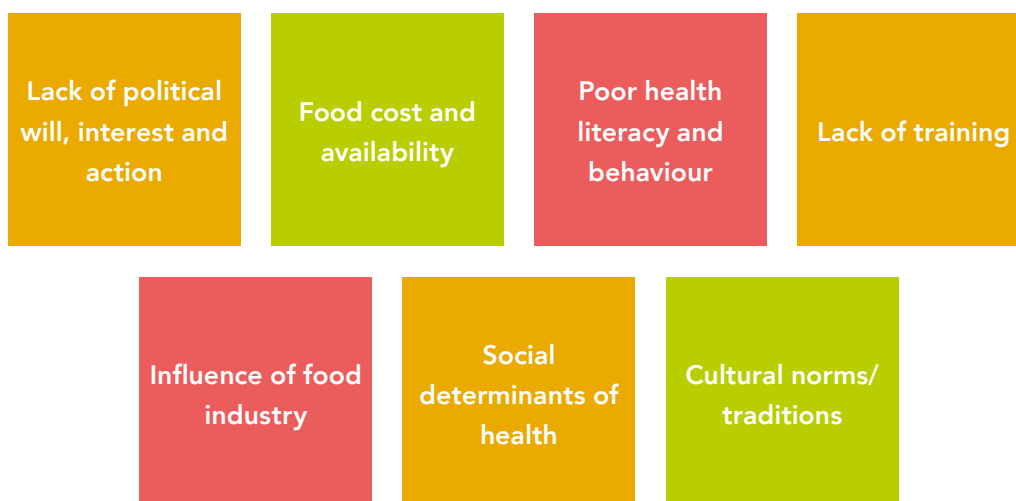 Lack of political
will, interest and
action
Food cost and
availability
Poor health
literacy and
behaviour
Lack of training
Influence of food
industry
Social
determinants of
health
Cultural norms/
traditions